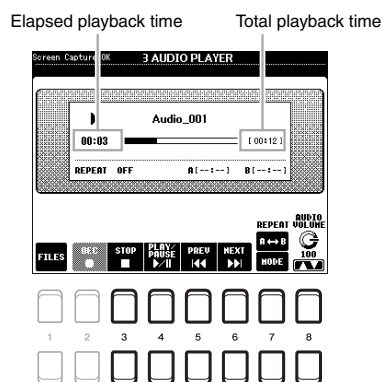 Elapsed playback time
Total playback time
Screen Capture OK
3 AUDIO PLAYER
Audio_001
00:03
[ 00:12 ]
REPEAT OFF
A[--:--] B[--:--]
REPEAT
AUDIO VOLUME
FILES
REC
STOP
PLAY/PAUSE
PREV
NEXT
A↔B
MODE
100
1 2 3 4 5 6 7 8